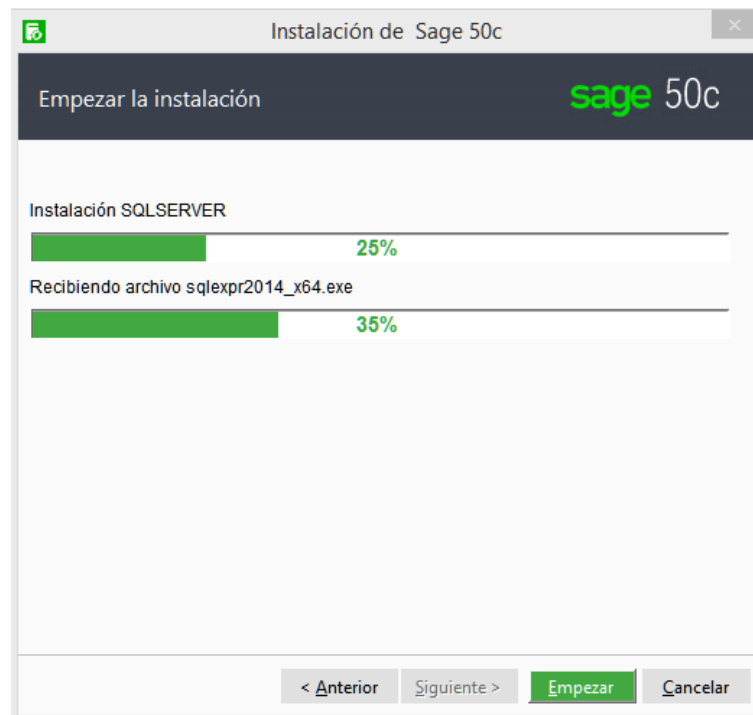 Instalación de Sage 50c
Empezar la instalación
sage 50c
Instalación SQLSERVER
25%
Recibiendo archivo sqlexpr2014_x64.exe
35%
< Anterior Siguiente > Empezar Cancelar